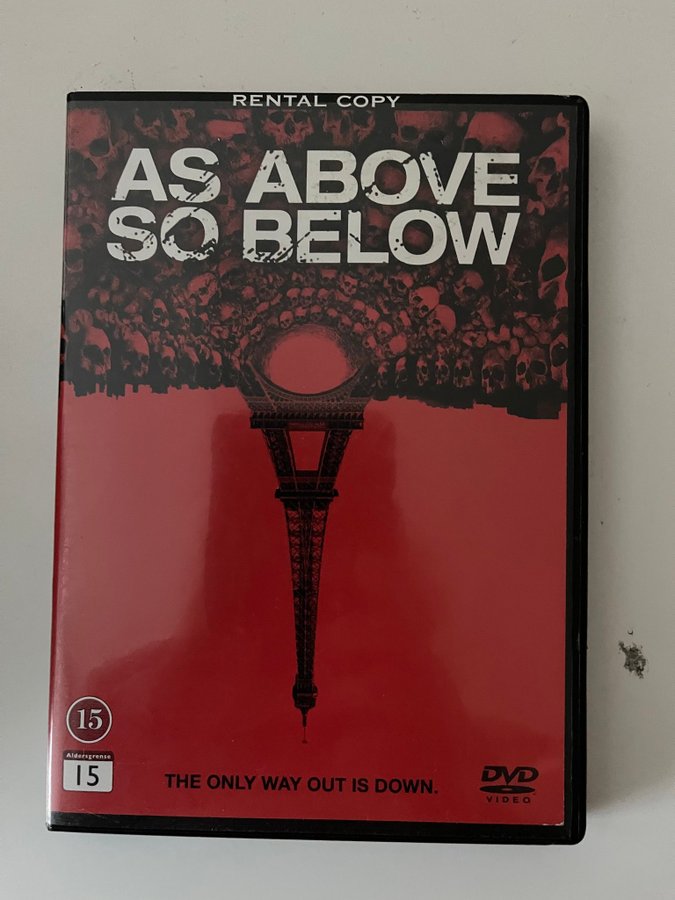 RENTAL COPY
AS ABOVE
SO BELOW
15
Aldersgrense
15
THE ONLY WAY OUT IS DOWN.
DVD
VIDEO